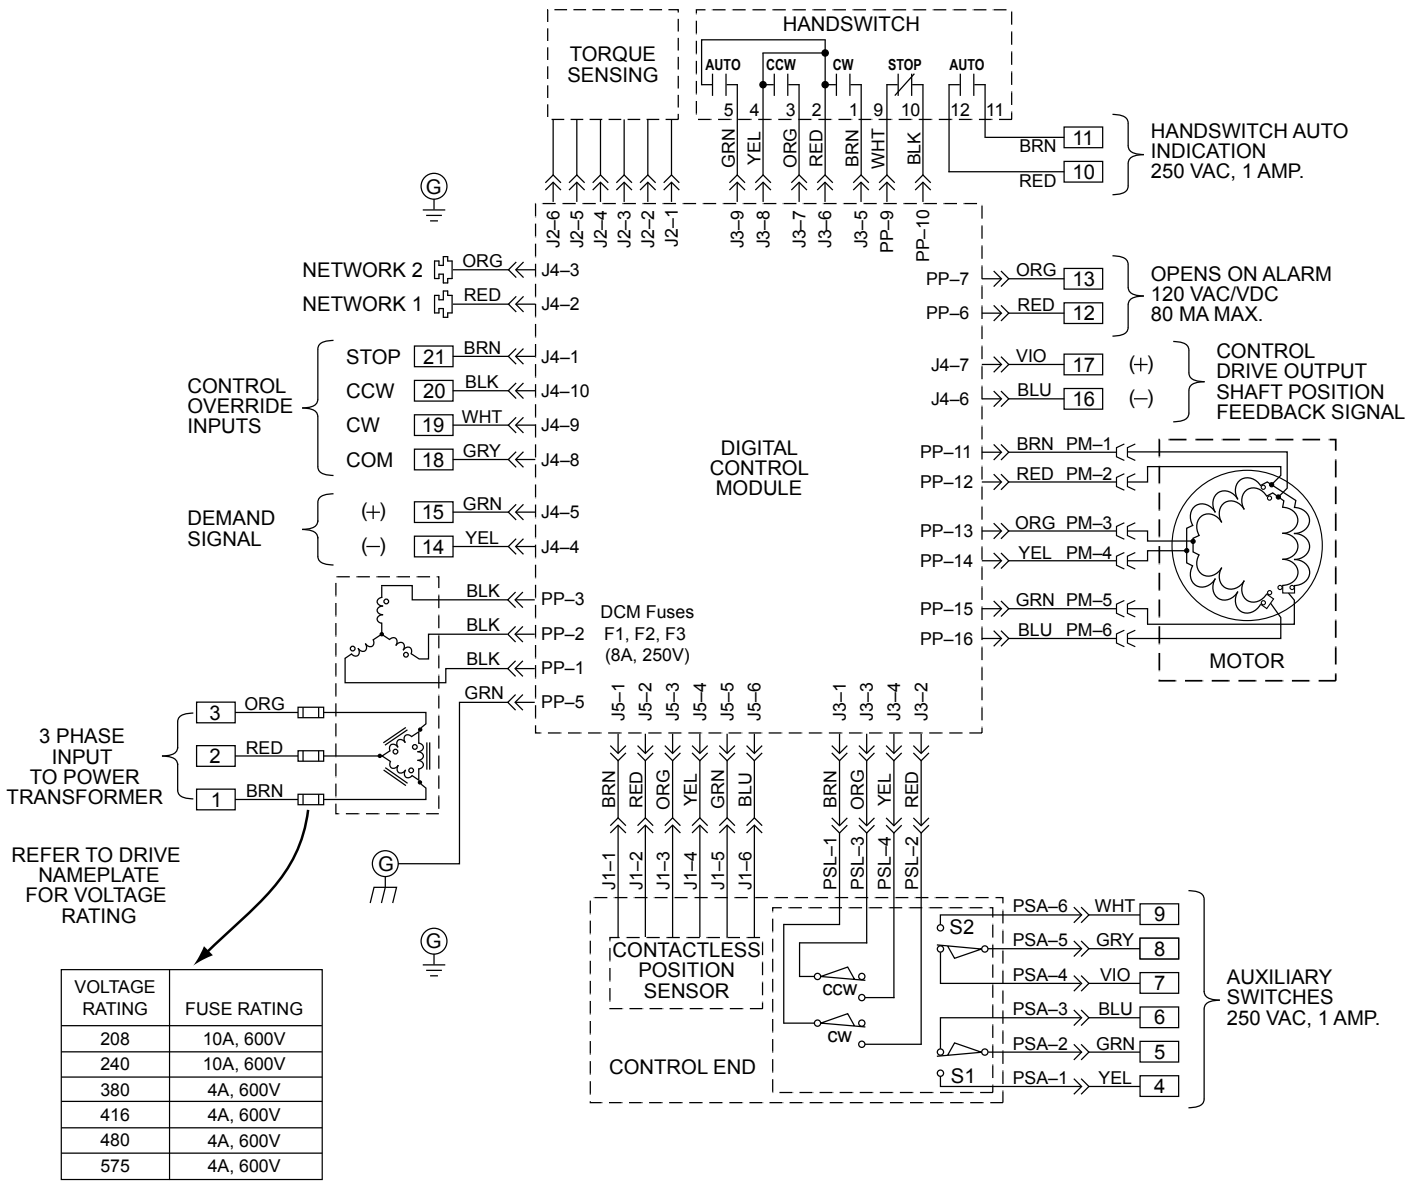 TORQUE
SENSING
HANDSWITCH
AUTO
CCW
CW
STOP
AUTO
5
4
3
2
1
9
10
12
11
GRN
YEL
ORG
RED
BRN
WHT
BLK
BRN
11
RED
10
HANDSWITCH AUTO
INDICATION
250 VAC, 1 AMP.
G
J2–6
J2–5
J2–4
J2–3
J2–2
J2–1
J3–9
J3–8
J3–7
J3–6
J3–5
PP–9
PP–10
NETWORK 2
ORG
J4–3
NETWORK 1
RED
J4–2
CONTROL
OVERRIDE
INPUTS
STOP
21
BRN
J4–1
CCW
20
BLK
J4–10
CW
19
WHT
J4–9
COM
18
GRY
J4–8
DEMAND
SIGNAL
(+)
15
GRN
J4–5
(–)
14
YEL
J4–4
BLK
PP–3
BLK
PP–2
BLK
PP–1
GRN
PP–5
DIGITAL
CONTROL
MODULE
DCM Fuses
F1, F2, F3
(8A, 250V)
PP–7
ORG
13
PP–6
RED
12
OPENS ON ALARM
120 VAC/VDC
80 MA MAX.
J4–7
VIO
17
(+)
J4–6
BLU
16
(–)
CONTROL
DRIVE OUTPUT
SHAFT POSITION
FEEDBACK SIGNAL
PP–11
BRN
PM–1
PP–12
RED
PM–2
PP–13
ORG
PM–3
PP–14
YEL
PM–4
PP–15
GRN
PM–5
PP–16
BLU
PM–6
MOTOR
3 PHASE
INPUT
TO POWER
TRANSFORMER
3
ORG
2
RED
1
BRN
REFER TO DRIVE
NAMEPLATE
FOR VOLTAGE
RATING
G
G
J5–1
J5–2
J5–3
J5–4
J5–5
J5–6
J3–1
J3–3
J3–4
J3–2
BRN
RED
ORG
YEL
GRN
BLU
BRN
ORG
YEL
RED
J1–1
J1–2
J1–3
J1–4
J1–5
J1–6
PSL–1
PSL–3
PSL–4
PSL–2
CONTACTLESS
POSITION
SENSOR
CONTROL END
CCW
CW
S2
S1
PSA–6
WHT
9
PSA–5
GRY
8
PSA–4
VIO
7
PSA–3
BLU
6
PSA–2
GRN
5
PSA–1
YEL
4
AUXILIARY
SWITCHES
250 VAC, 1 AMP.
VOLTAGE
RATING
FUSE RATING
208 10A, 600V
240 10A, 600V
380 4A, 600V
416 4A, 600V
480 4A, 600V
575 4A, 600V